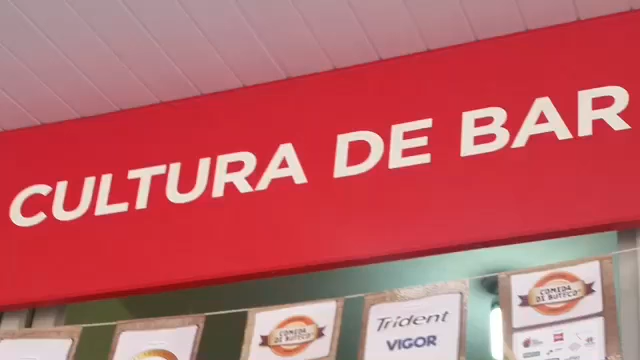 CULTURA DE BAR
COMIDA
DI BUTECO
Trident
VIGOR
COMIDA
DI BUTECO